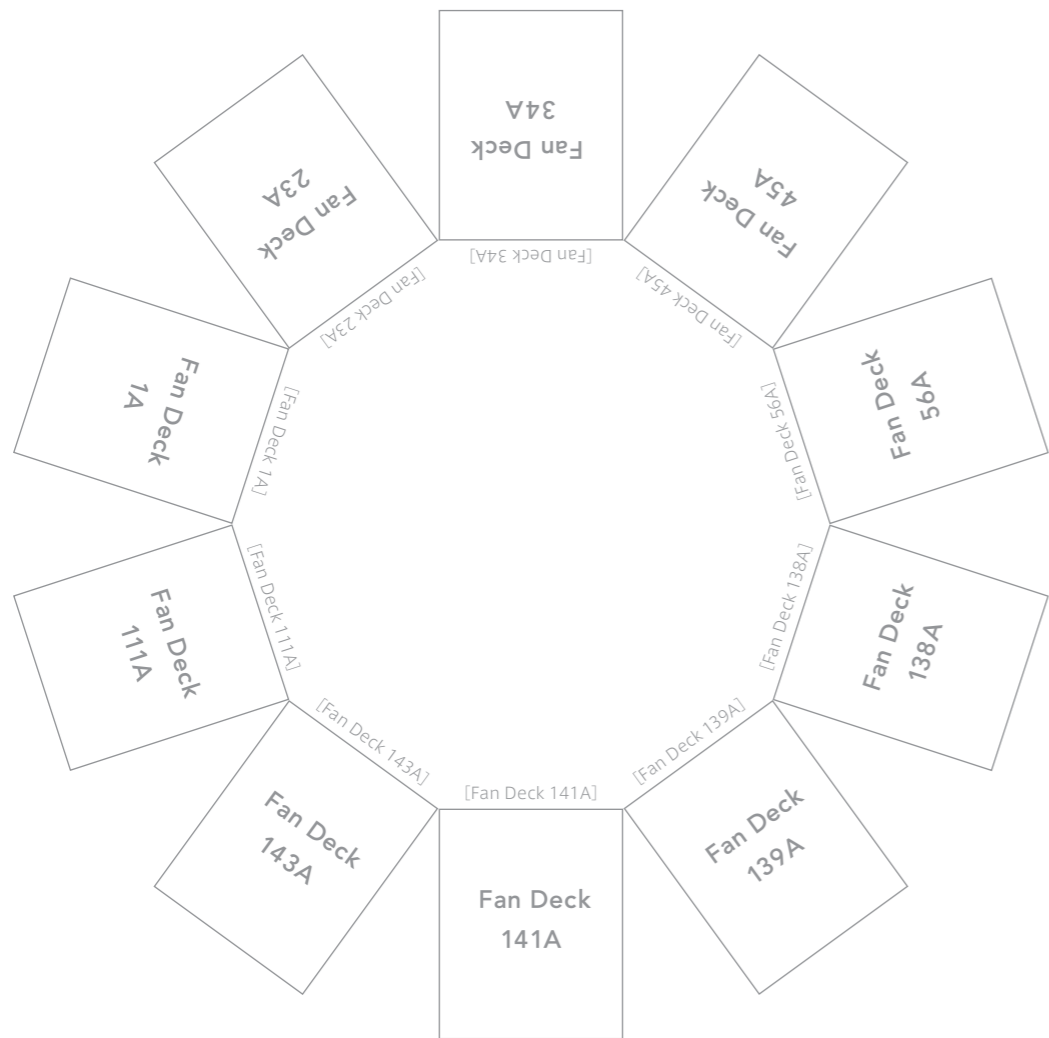 Fan Deck
34A
[Fan Deck 34A]
Fan Deck
45A
[Fan Deck 45A]
Fan Deck
56A
[Fan Deck 56A]
Fan Deck
138A
[Fan Deck 138A]
Fan Deck
139A
[Fan Deck 139A]
Fan Deck
141A
[Fan Deck 141A]
Fan Deck
143A
[Fan Deck 143A]
Fan Deck
111A
[Fan Deck 111A]
Fan Deck
1A
[Fan Deck 1A]
Fan Deck
23A
[Fan Deck 23A]